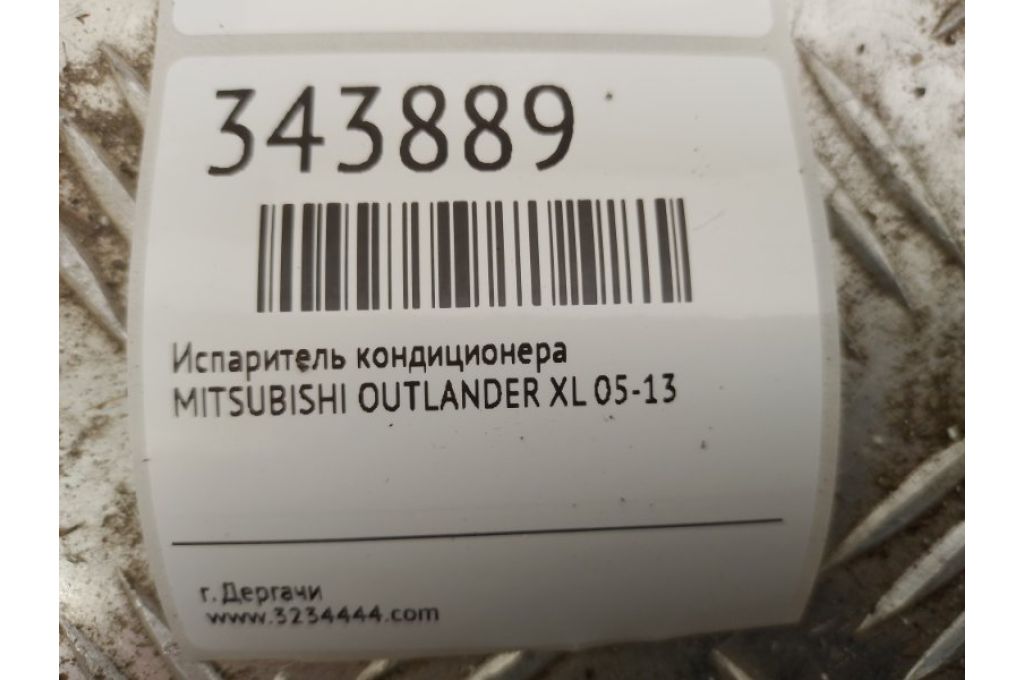 343889
Испаритель кондиционера
MITSUBISHI OUTLANDER XL 05-13
г. Дергачи
www.3234444.com